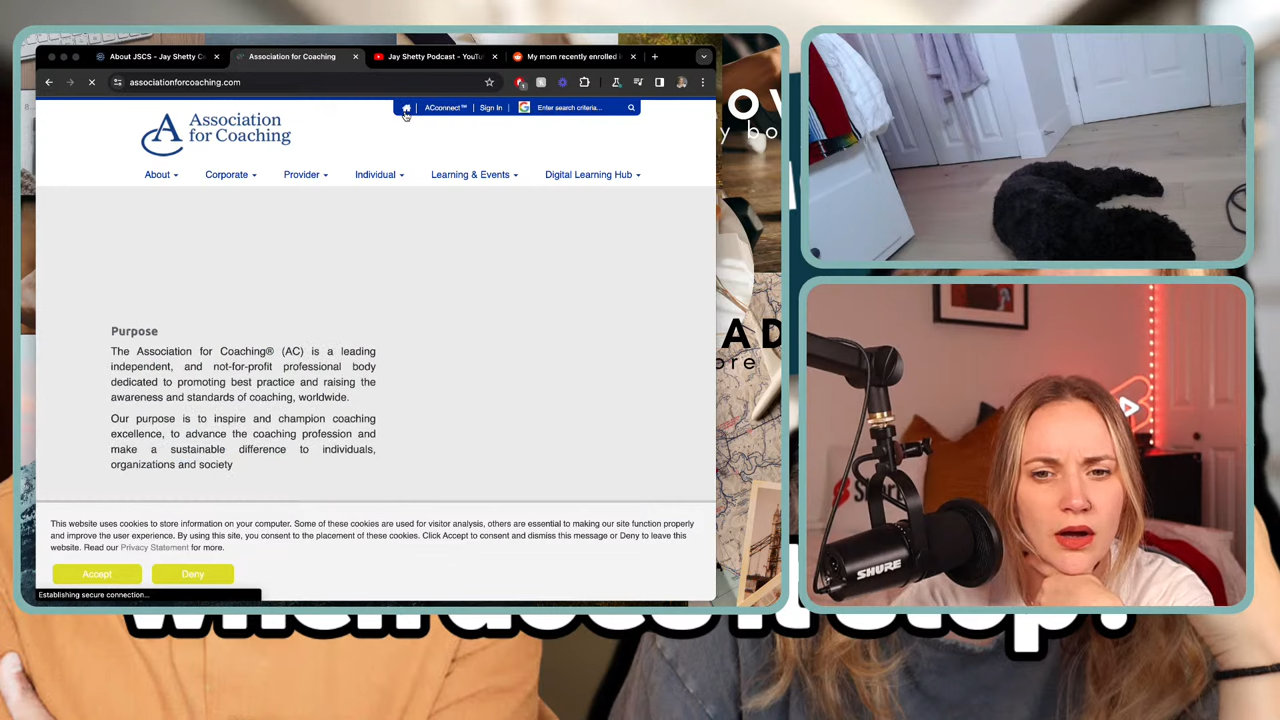 About JSCS - Jay Shetty Ce
Association for Coaching
Jay Shetty Podcast - YouTu
My mom recently enrolled i
associationforcoaching.com
ACconnect™
Sign In
Enter search criteria...
Association
for Coaching
About
Corporate
Provider
Individual
Learning & Events
Digital Learning Hub
Purpose
The Association for Coaching® (AC) is a leading
independent, and not-for-profit professional body
dedicated to promoting best practice and raising the
awareness and standards of coaching, worldwide.
Our purpose is to inspire and champion coaching
excellence, to advance the coaching profession and
make a sustainable difference to individuals,
organizations and society
This website uses cookies to store information on your computer. Some of these cookies are used for visitor analysis, others are essential to making our site function properly
and improve the user experience. By using this site, you consent to the placement of these cookies. Click Accept to consent and dismiss this message or Deny to leave this
website. Read our Privacy Statement for more.
Accept
Deny
Establishing secure connection...
SHURE
when does it stop?